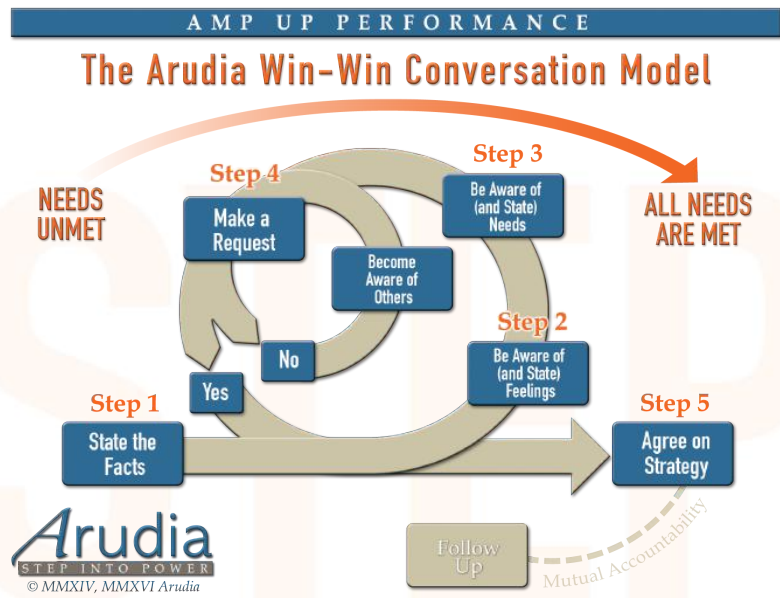 AMP UP PERFORMANCE
The Arudia Win-Win Conversation Model
NEEDS
UNMET
ALL NEEDS
ARE MET
Step 4
Make a
Request
Step 3
Be Aware of
(and State)
Needs
Become
Aware of
Others
Step 2
Be Aware of
(and State)
Feelings
No
Yes
Step 1
State the
Facts
Step 5
Agree on
Strategy
Follow
Up
Mutual Accountability
Arudia
STEP INTO POWER
© MMXIV, MMXVI Arudia
STEP